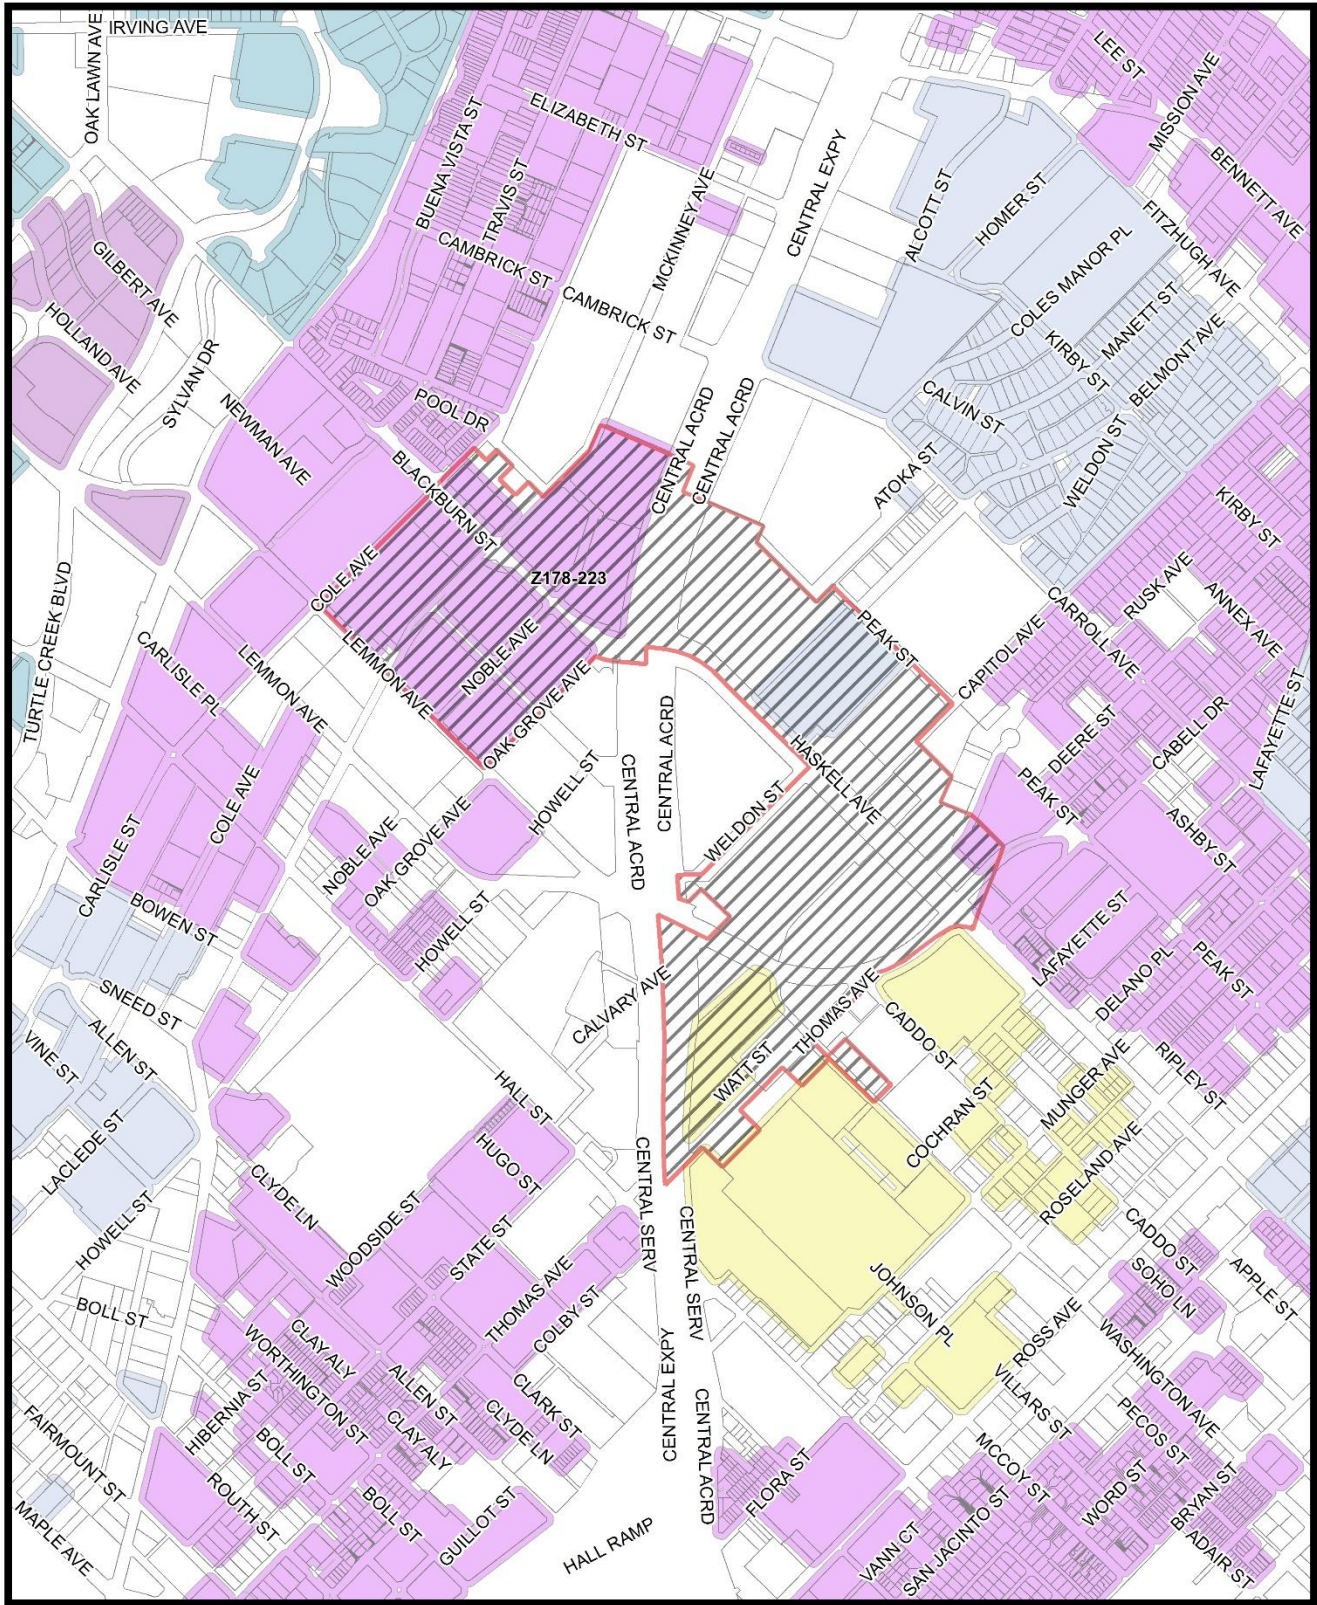 IRVING AVE
OAK LAWN AVE
LEE ST
MISSION AVE
ELIZABETH ST
BUENA VISTA ST
TRAVIS ST
MCKINNEY AVE
CENTRAL EXPY
BENNETT AVE
ALCOTT ST
HOMER ST
FITZHUGH AVE
GILBERT AVE
CAMBRICK ST
COLES MANOR PL
HOLLAND AVE
CAMBRICK ST
MANETT ST
KIRBY ST
BELMONT AVE
SYLVAN DR
POOL DR
CALVIN ST
NEWMAN AVE
CENTRAL ACRD
CENTRAL ACRD
WELDON ST
BLACKBURN ST
ATOKA ST
KIRBY ST
COLE AVE
Z178-223
RUSK AVE
ANNEX AVE
TURTLE CREEK BLVD
CARLISLE PL
LEMMON AVE
LEMMON AVE
NOBLE AVE
PEAK ST
CAPITOL AVE
CARROLL AVE
OAK GROVE AVE
CENTRAL ACRD
LAFAYETTE ST
CABELL DR
DEERE ST
HASKELL AVE
HOWELL ST
CENTRAL ACRD
PEAK ST
COLE AVE
WELDON ST
ASHBY ST
CARLISLE ST
NOBLE AVE
OAK GROVE AVE
BOWEN ST
HOWELL ST
LAFAYETTE ST
PEAK ST
DELANO PL
SNEED ST
CALVARY AVE
THOMAS AVE
CADDO ST
VINE ST
ALLEN ST
WATT ST
MUNGER AVE
RIPLEY ST
HALL ST
COCHRAN ST
LACLEDE ST
HUGO ST
CENTRAL SERV
ROSELAND AVE
CLYDE LN
HOWELL ST
WOODSIDE ST
STATE ST
CENTRAL SERV
CADDO ST
APPLE ST
SOHO LN
THOMAS AVE
COLBY ST
JOHNSON PL
BOLL ST
ROSS AVE
CLAY ALY
WORTHINGTON ST
CENTRAL EXPY
VILLARS ST
WASHINGTON AVE
ALLEN ST
CLARK ST
HIBERNIA ST
CLAY ALY
CLYDE LN
CENTRAL ACRD
PECOS ST
FAIRMOUNT ST
BOLL ST
MCCOY ST
FLORA ST
WORD ST
BRYAN ST
ROUTH ST
BOLL ST
GUILLOT ST
SAN JACINTO ST
MAPLE AVE
HALL RAMP
VANN CT
ADAIR ST